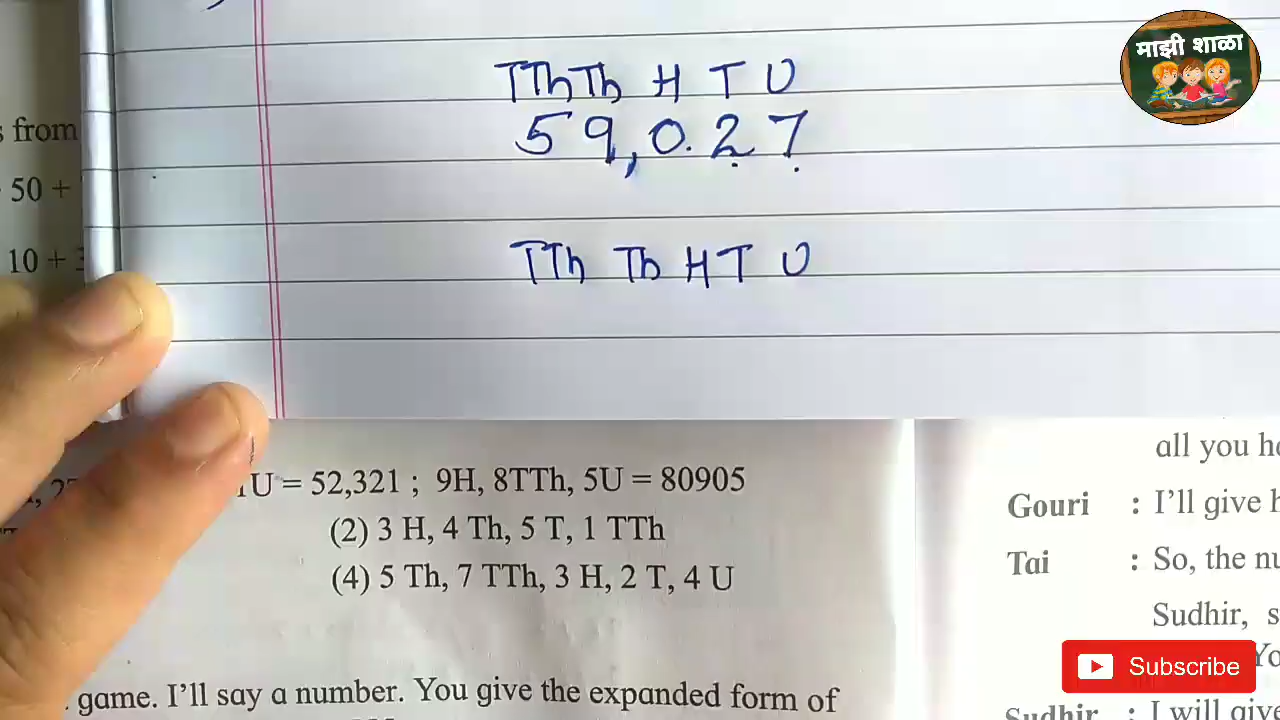 माझी शाळा
TTh Th H T U
59,027
TTh Th H T U
from
50 +
10 +
U = 52,321 ; 9H, 8TTh, 5U = 80905
(2) 3 H, 4 Th, 5 T, 1 TTh
(4) 5 Th, 7 TTh, 3 H, 2 T, 4 U
game. I'll say a number. You give the expanded form of
all you
Gouri : I'll give
Tai : So, the
Sudhir,
Subscribe
Sudhir : I will give